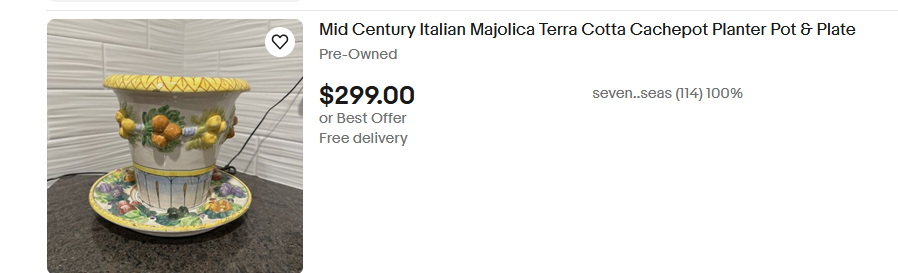 Mid Century Italian Majolica Terra Cotta Cachepot Planter Pot & Plate
Pre-Owned
$299.00
seven..seas (114) 100%
or Best Offer
Free delivery